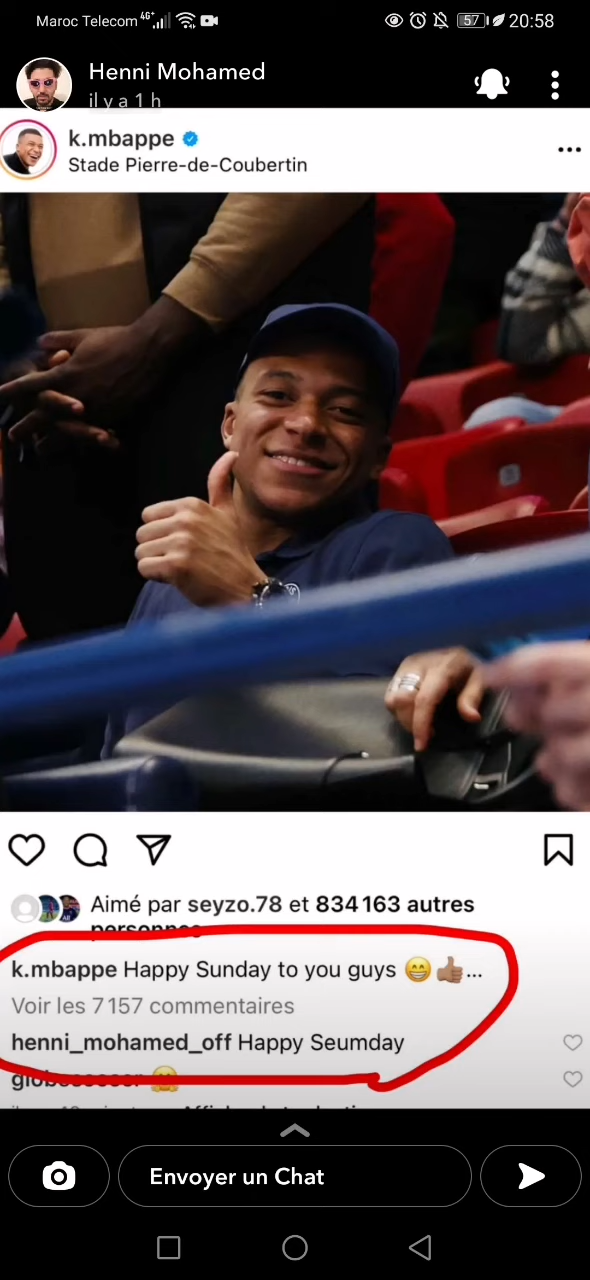 Maroc Telecom 4G+ 57 20:58
Henni Mohamed
il y a 1 h
k.mbappe
Stade Pierre-de-Coubertin
Aimé par seyzo.78 et 834 163 autres
personnes
k.mbappe Happy Sunday to you guys 😁👍🏽...
Voir les 7 157 commentaires
henni_mohamed_off Happy Seumday
🤗
Envoyer un Chat